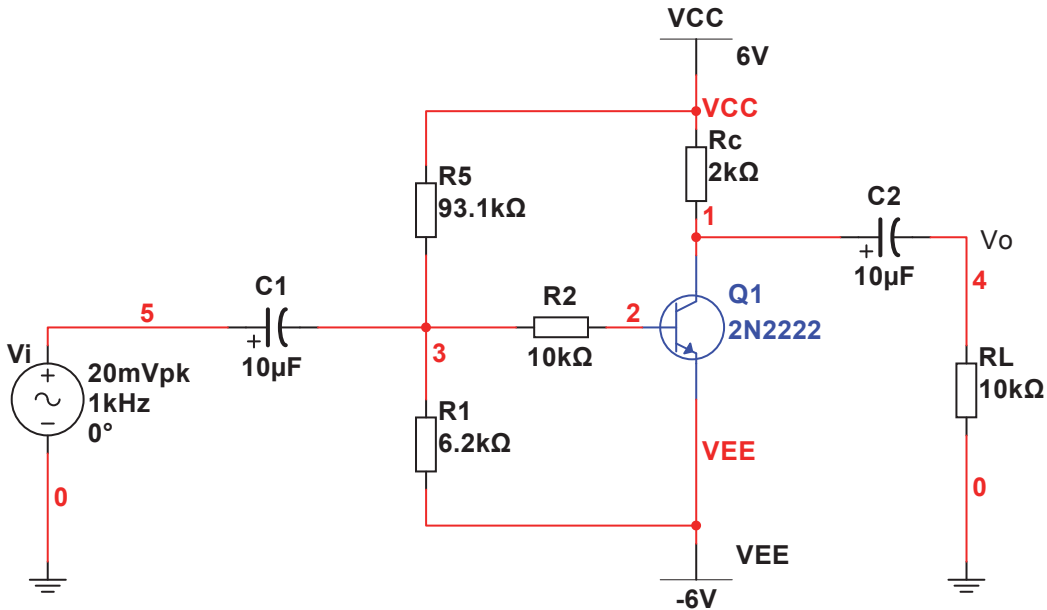 VCC
6V
VCC
Rc
2kΩ
R5
93.1kΩ
1
C2
+
10µF
Vo
4
C1
+
10µF
5
R2
10kΩ
2
3
Q1
2N2222
Vi
20mVpk
1kHz
0°
R1
6.2kΩ
RL
10kΩ
VEE
0
0
VEE
-6V